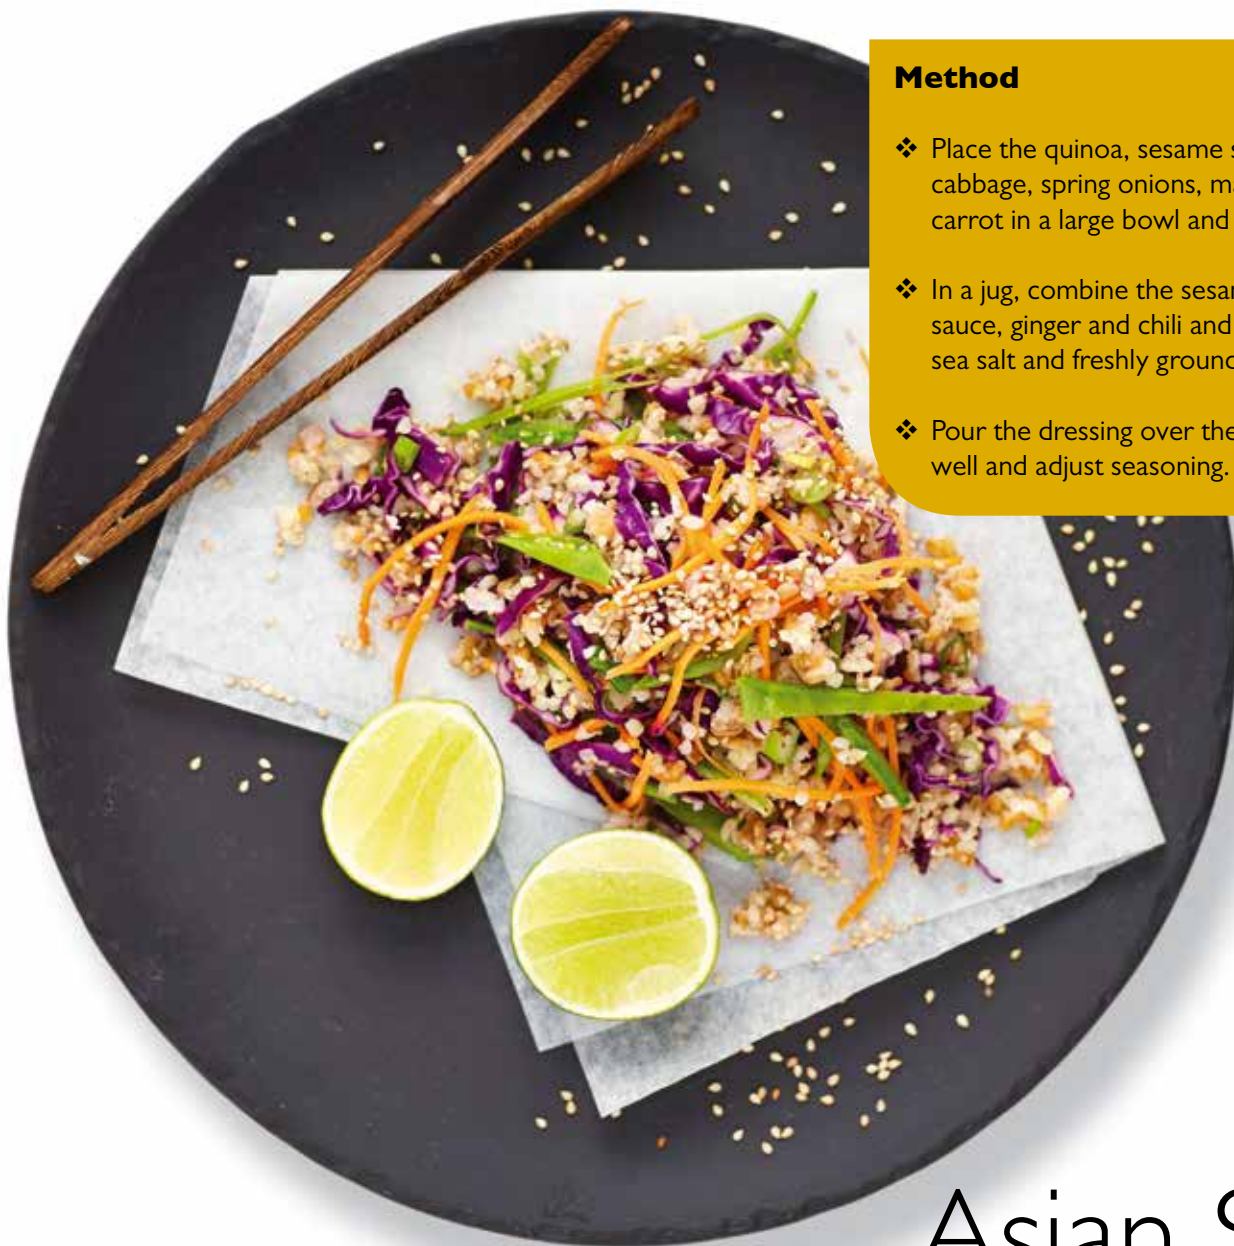 Method
❖ Place the quinoa, sesame
cabbage, spring onions,
carrot in a large bowl and
❖ In a jug, combine the
sauce, ginger and chili and
sea salt and freshly
❖ Pour the dressing over the
well and adjust seasoning.
Asian